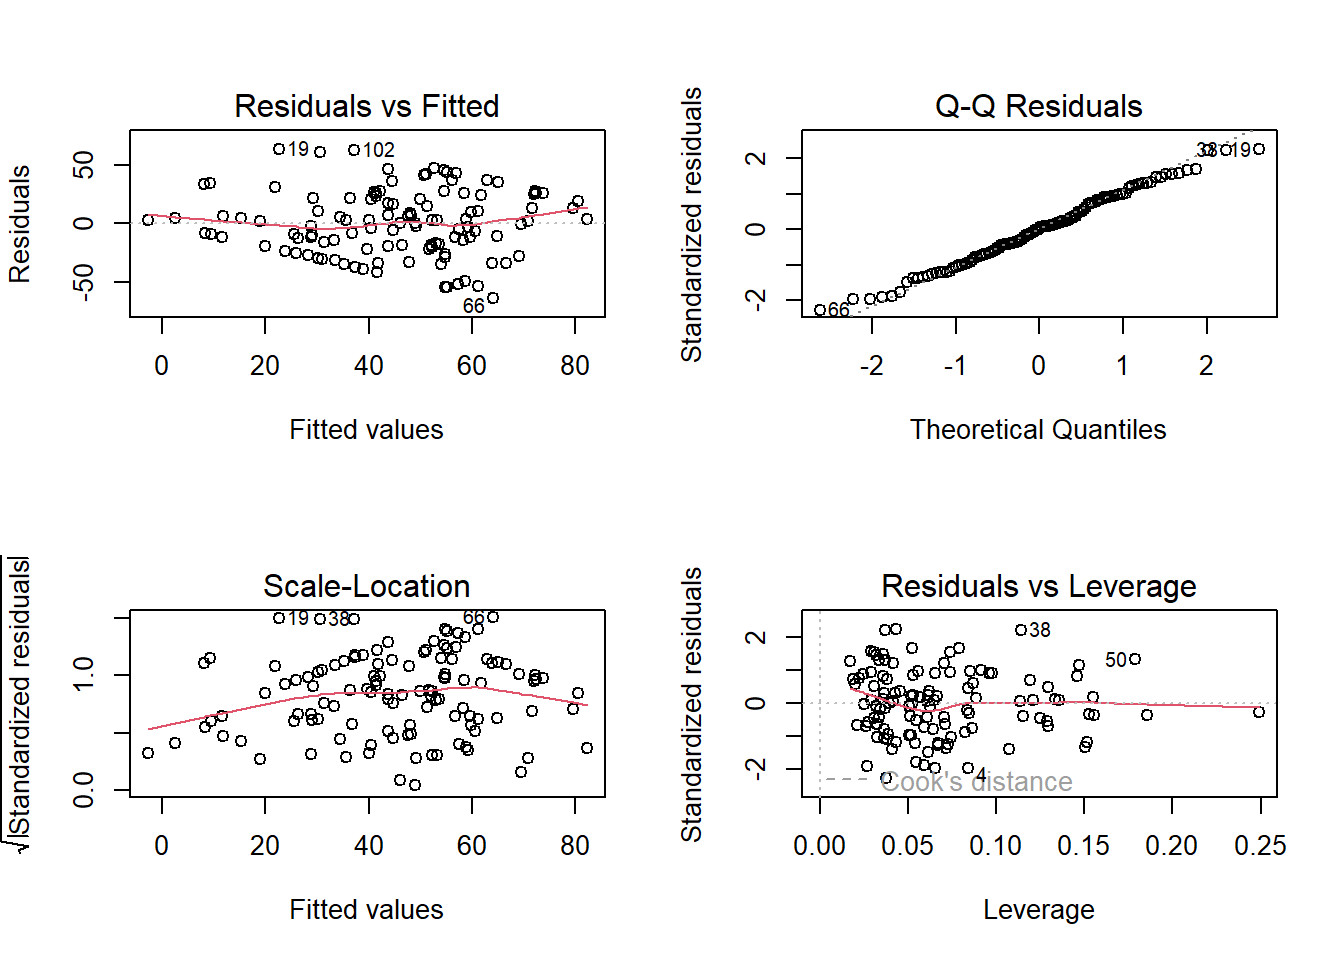 Residuals vs Fitted
Residuals
50
0
-50
19
102
66
0 20 40 60 80
Fitted values
Q-Q Residuals
Standardized residuals
2
0
-2
38
19
66
-2 -1 0 1 2
Theoretical Quantiles
Scale-Location
√|Standardized residuals|
1.0
0.0
19
38
66
0 20 40 60 80
Fitted values
Residuals vs Leverage
Standardized residuals
2
0
-2
38
50
4
Cook's distance
0.00 0.05 0.10 0.15 0.20 0.25
Leverage